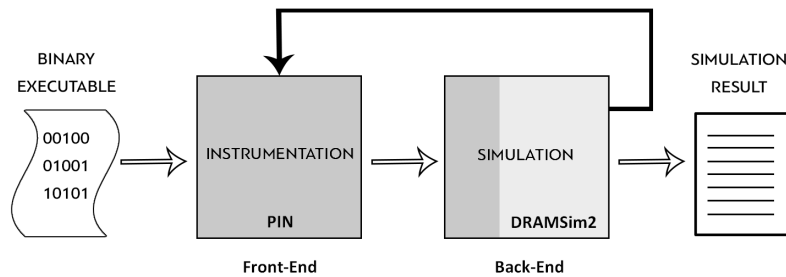 BINARY
EXECUTABLE
00100
01001
10101
INSTRUMENTATION
PIN
Front-End
SIMULATION
DRAMSim2
Back-End
SIMULATION
RESULT